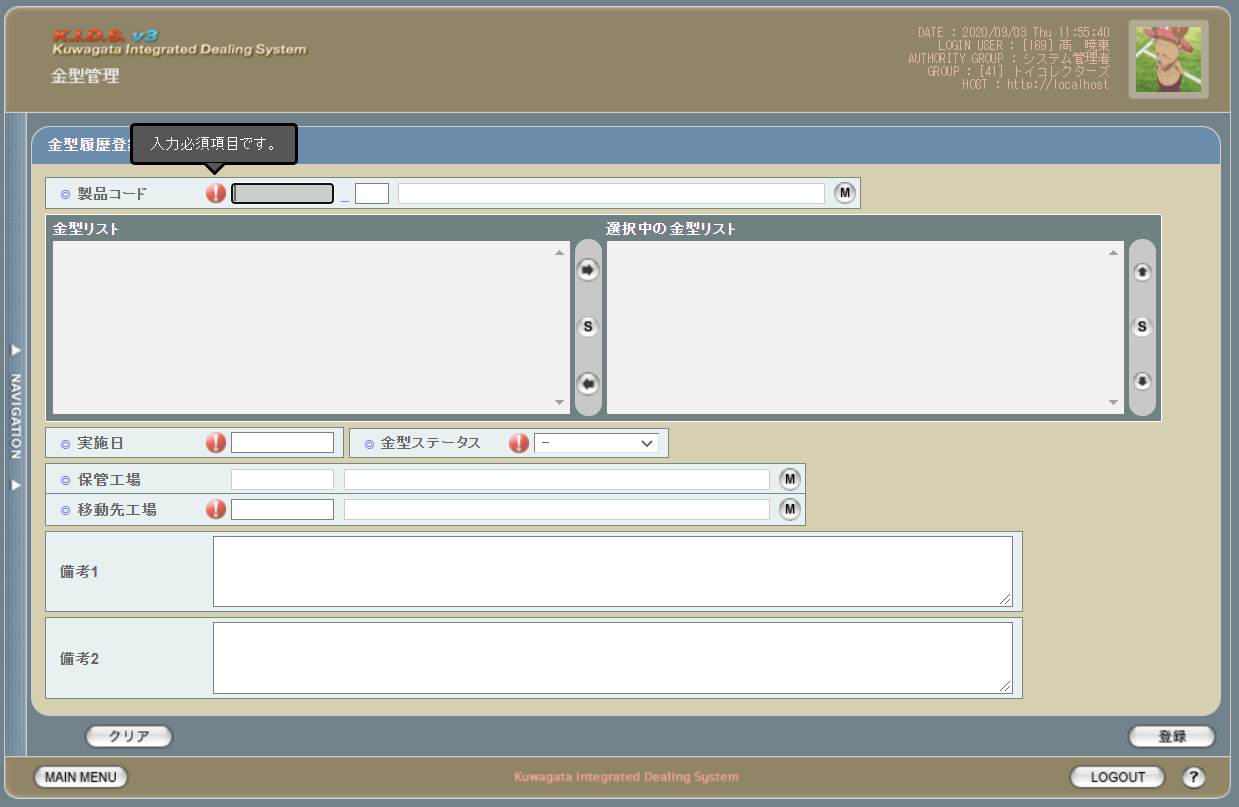 K.I.D.S. v3
Kuwagata Integrated Dealing System
金型管理
DATE : 2020/09/03 Thu 11:55:40
LOGIN USER : [169] 高 暁東
AUTHORITY GROUP : システム管理者
GROUP : [41] トイコレクターズ
HOST : http://localhost
金型履歴登
入力必須項目です。
製品コード _ M
金型リスト
選択中の金型リスト
S
S
NAVIGATION
実施日
金型ステータス -
保管工場 M
移動先工場 M
備考1
備考2
クリア
登録
MAIN MENU
Kuwagata Integrated Dealing System
LOGOUT
?